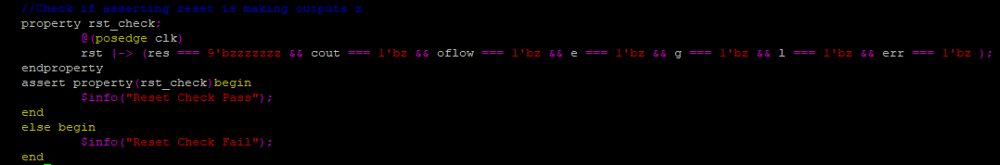 //Check if asserting reset is making outputs z
property rst_check;
@(posedge clk)
rst |-> (res === 9'bzzzzzzzz && cout === 1'bz && oflow === 1'bz && e === 1'bz && g === 1'bz && l === 1'bz && err === 1'bz );
endproperty
assert property(rst_check)begin
$info("Reset Check Pass");
end
else begin
$info("Reset Check Fail");
end